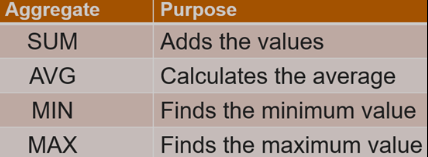 Aggregate Purpose
SUM Adds the values
AVG Calculates the average
MIN Finds the minimum value
MAX Finds the maximum value